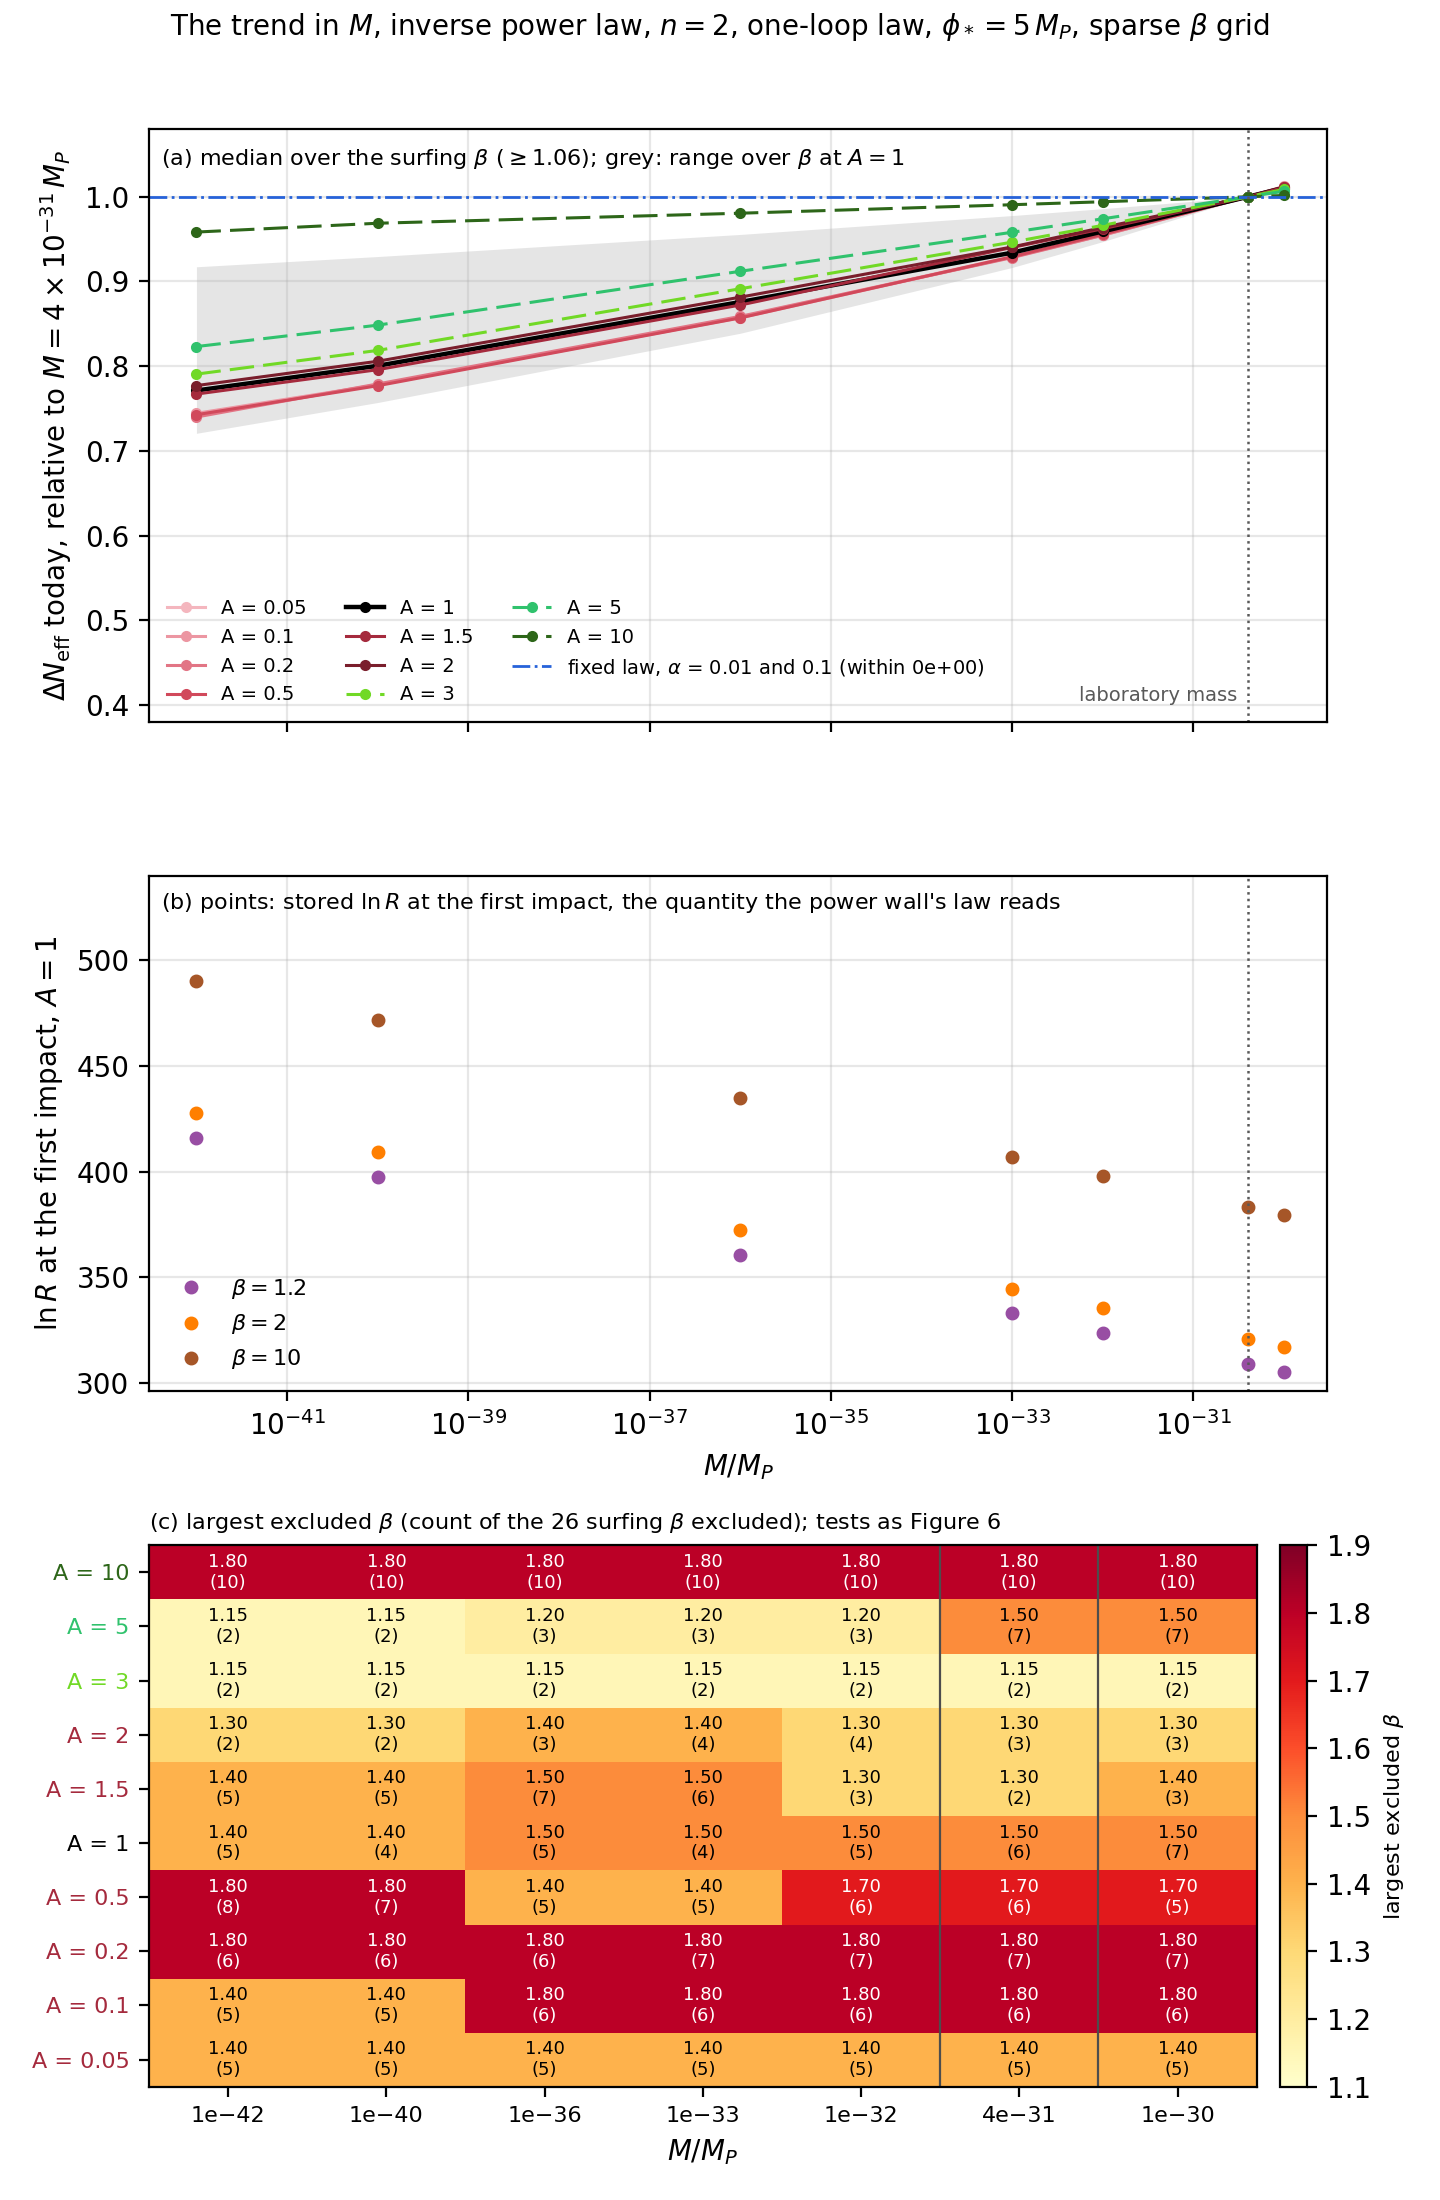 The trend in M, inverse power law, n = 2, one-loop law, ϕ* = 5 M_P, sparse β grid
(a) median over the surfing β (≥1.06); grey: range over β at A = 1
ΔN_eff today, relative to M = 4 × 10⁻³¹ M_P
1.0
0.9
0.8
0.7
0.6
0.5
0.4
A = 0.05
A = 0.1
A = 0.2
A = 0.5
A = 1
A = 1.5
A = 2
A = 3
A = 5
A = 10
fixed law, α = 0.01 and 0.1 (within 0e+00)
laboratory mass
(b) points: stored ln R at the first impact, the quantity the power wall's law reads
ln R at the first impact, A = 1
500
450
400
350
300
β = 1.2
β = 2
β = 10
10⁻⁴¹ 10⁻³⁹ 10⁻³⁷ 10⁻³⁵ 10⁻³³ 10⁻³¹
M/M_P
(c) largest excluded β (count of the 26 surfing β excluded); tests as Figure 6
A = 10 1.80 1.80 1.80 1.80 1.80 1.80 1.80
(10) (10) (10) (10) (10) (10) (10)
A = 5 1.15 1.15 1.20 1.20 1.20 1.50 1.50
(2) (2) (3) (3) (3) (7) (7)
A = 3 1.15 1.15 1.15 1.15 1.15 1.15 1.15
(2) (2) (2) (2) (2) (2) (2)
A = 2 1.30 1.30 1.40 1.40 1.30 1.30 1.30
(2) (2) (3) (4) (4) (3) (3)
A = 1.5 1.40 1.40 1.50 1.50 1.30 1.30 1.40
(5) (5) (7) (6) (3) (2) (3)
A = 1 1.40 1.40 1.50 1.50 1.50 1.50 1.50
(5) (4) (5) (4) (5) (6) (7)
A = 0.5 1.80 1.80 1.40 1.40 1.70 1.70 1.70
(8) (7) (5) (5) (6) (6) (5)
A = 0.2 1.80 1.80 1.80 1.80 1.80 1.80 1.80
(6) (6) (6) (7) (7) (7) (7)
A = 0.1 1.40 1.40 1.80 1.80 1.80 1.80 1.80
(5) (5) (6) (6) (6) (6) (6)
A = 0.05 1.40 1.40 1.40 1.40 1.40 1.40 1.40
(5) (5) (5) (5) (5) (5) (5)
1e−42 1e−40 1e−36 1e−33 1e−32 4e−31 1e−30
M/M_P
1.9
1.8
1.7
1.6
1.5
1.4
1.3
1.2
1.1
largest excluded β